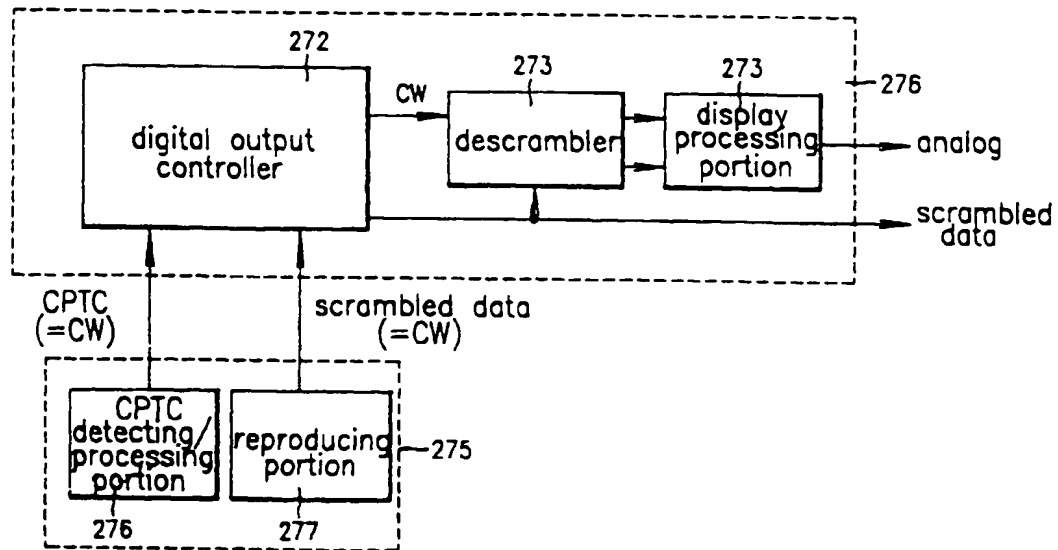 272
273
273
276
CW
digital output
controller
descrambler
display
processing
portion
analog
scrambled
data
CPTC
(=CW)
scrambled data
(=CW)
CPTC
detecting/
processing
portion
reproducing
portion
275
276
277